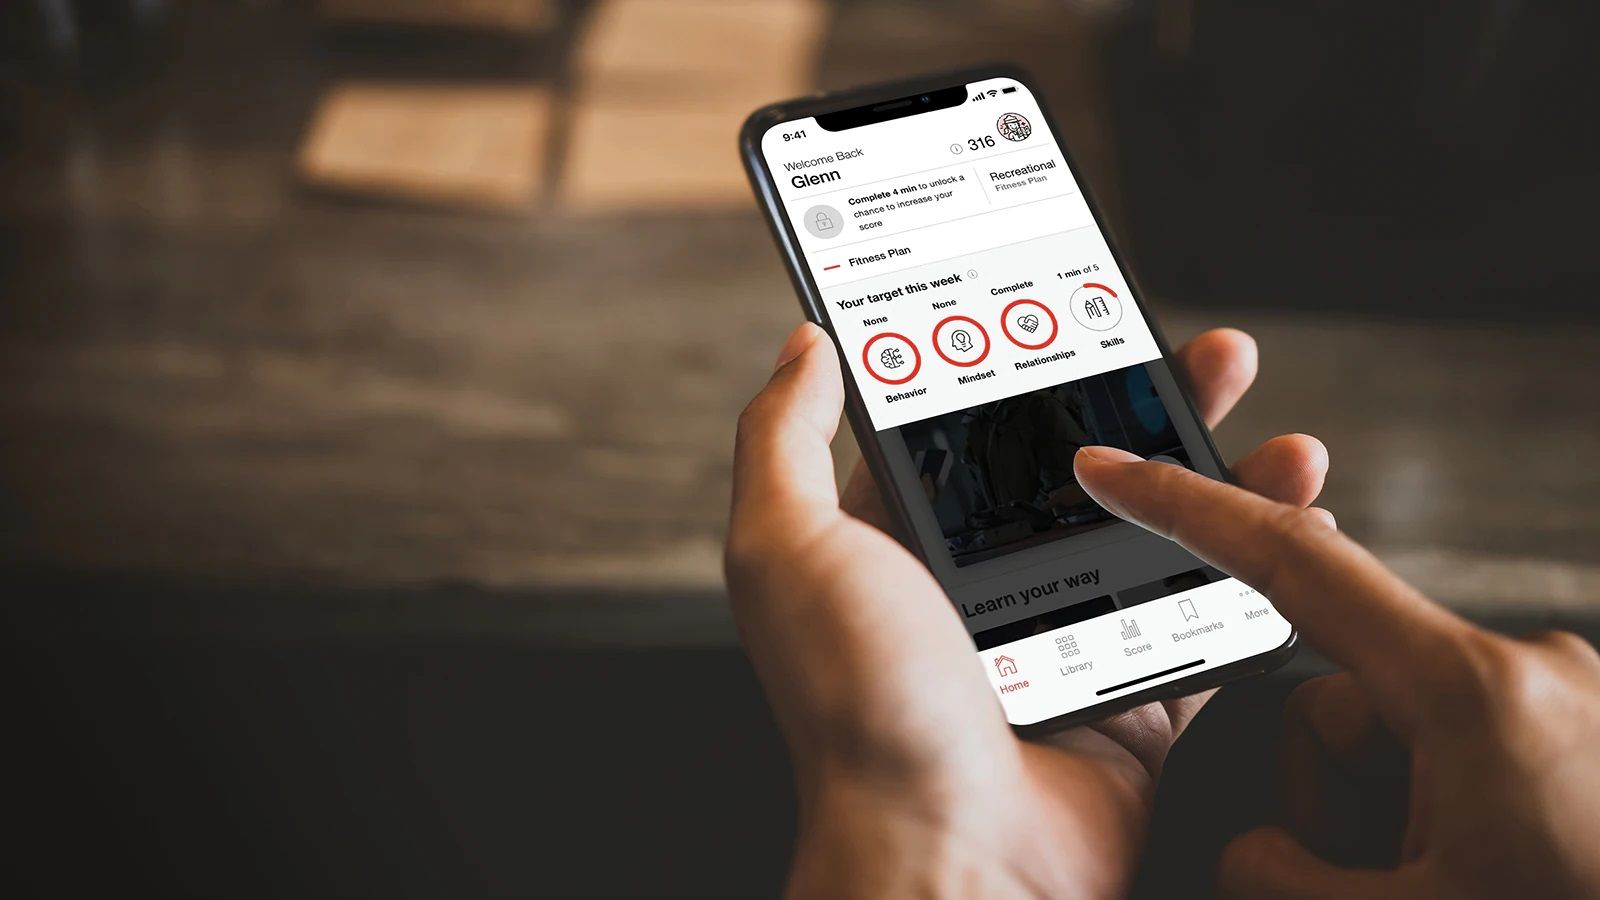 9:41
Welcome Back
Glenn
316
Complete 4 min to unlock a
chance to increase your
score
Recreational
Fitness Plan
Fitness Plan
Your target this week
None
None
Complete
1 min of 5
Behavior
Mindset
Relationships
Skills
Learn your way
Home
Library
Score
Bookmarks
More